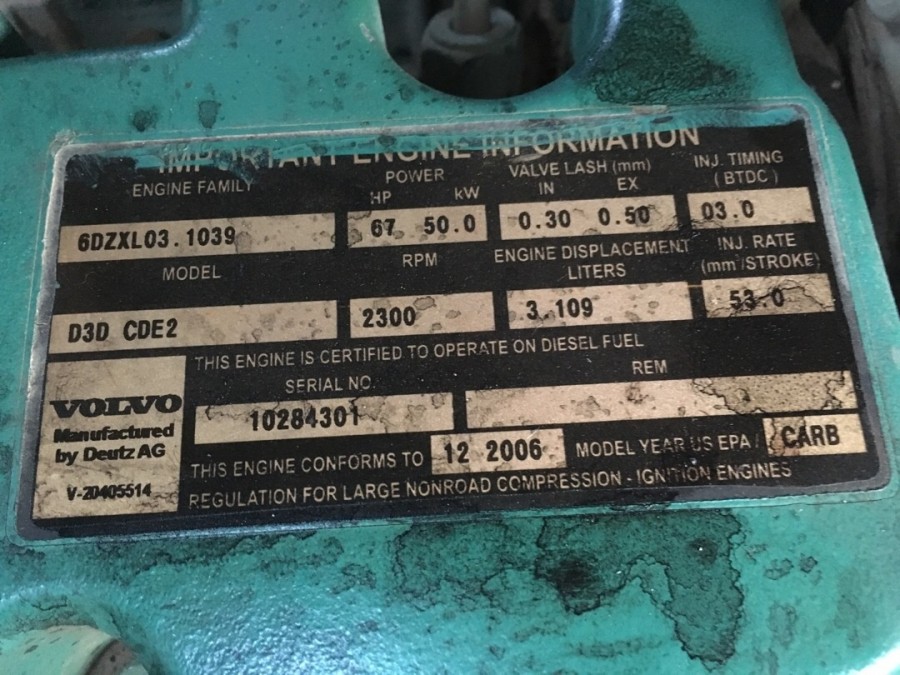 IMPORTANT ENGINE INFORMATION
ENGINE FAMILY
POWER
HP kW
VALVE LASH (mm)
IN EX
INJ. TIMING
(BTDC)
6DZXL03.1039
67 50.0
0.30 0.50
03.0
MODEL
RPM
ENGINE DISPLACEMENT
LITERS
INJ. RATE
(mm³/STROKE)
D3D CDE2
2300
3.109
53.0
THIS ENGINE IS CERTIFIED TO OPERATE ON DIESEL FUEL
SERIAL NO.
REM
10284301
VOLVO
Manufactured
by Deutz AG
V-20405514
THIS ENGINE CONFORMS TO 12 2006 MODEL YEAR US EPA / CARB
REGULATION FOR LARGE NONROAD COMPRESSION - IGNITION ENGINES